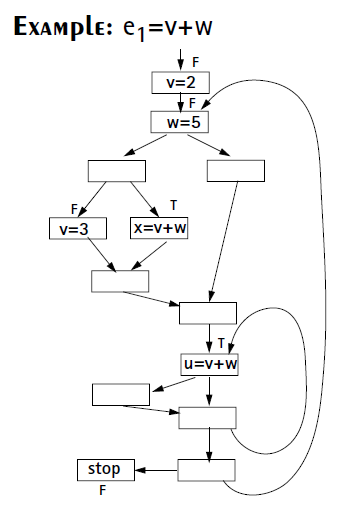 Example: e1=v+w
F
v=2
F
w=5
F
T
v=3
x=v+w
T
u=v+w
stop
F